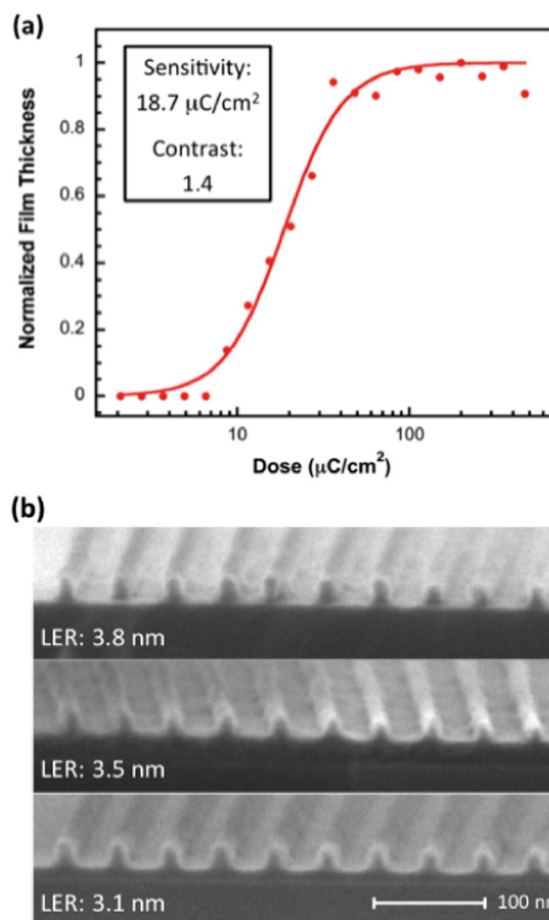 (a)
1
0.8
0.6
0.4
0.2
0
Normalized Film Thickness
Sensitivity:
18.7 μC/cm²
Contrast:
1.4
10
100
Dose (μC/cm²)
(b)
LER: 3.8 nm
LER: 3.5 nm
LER: 3.1 nm
100 nm